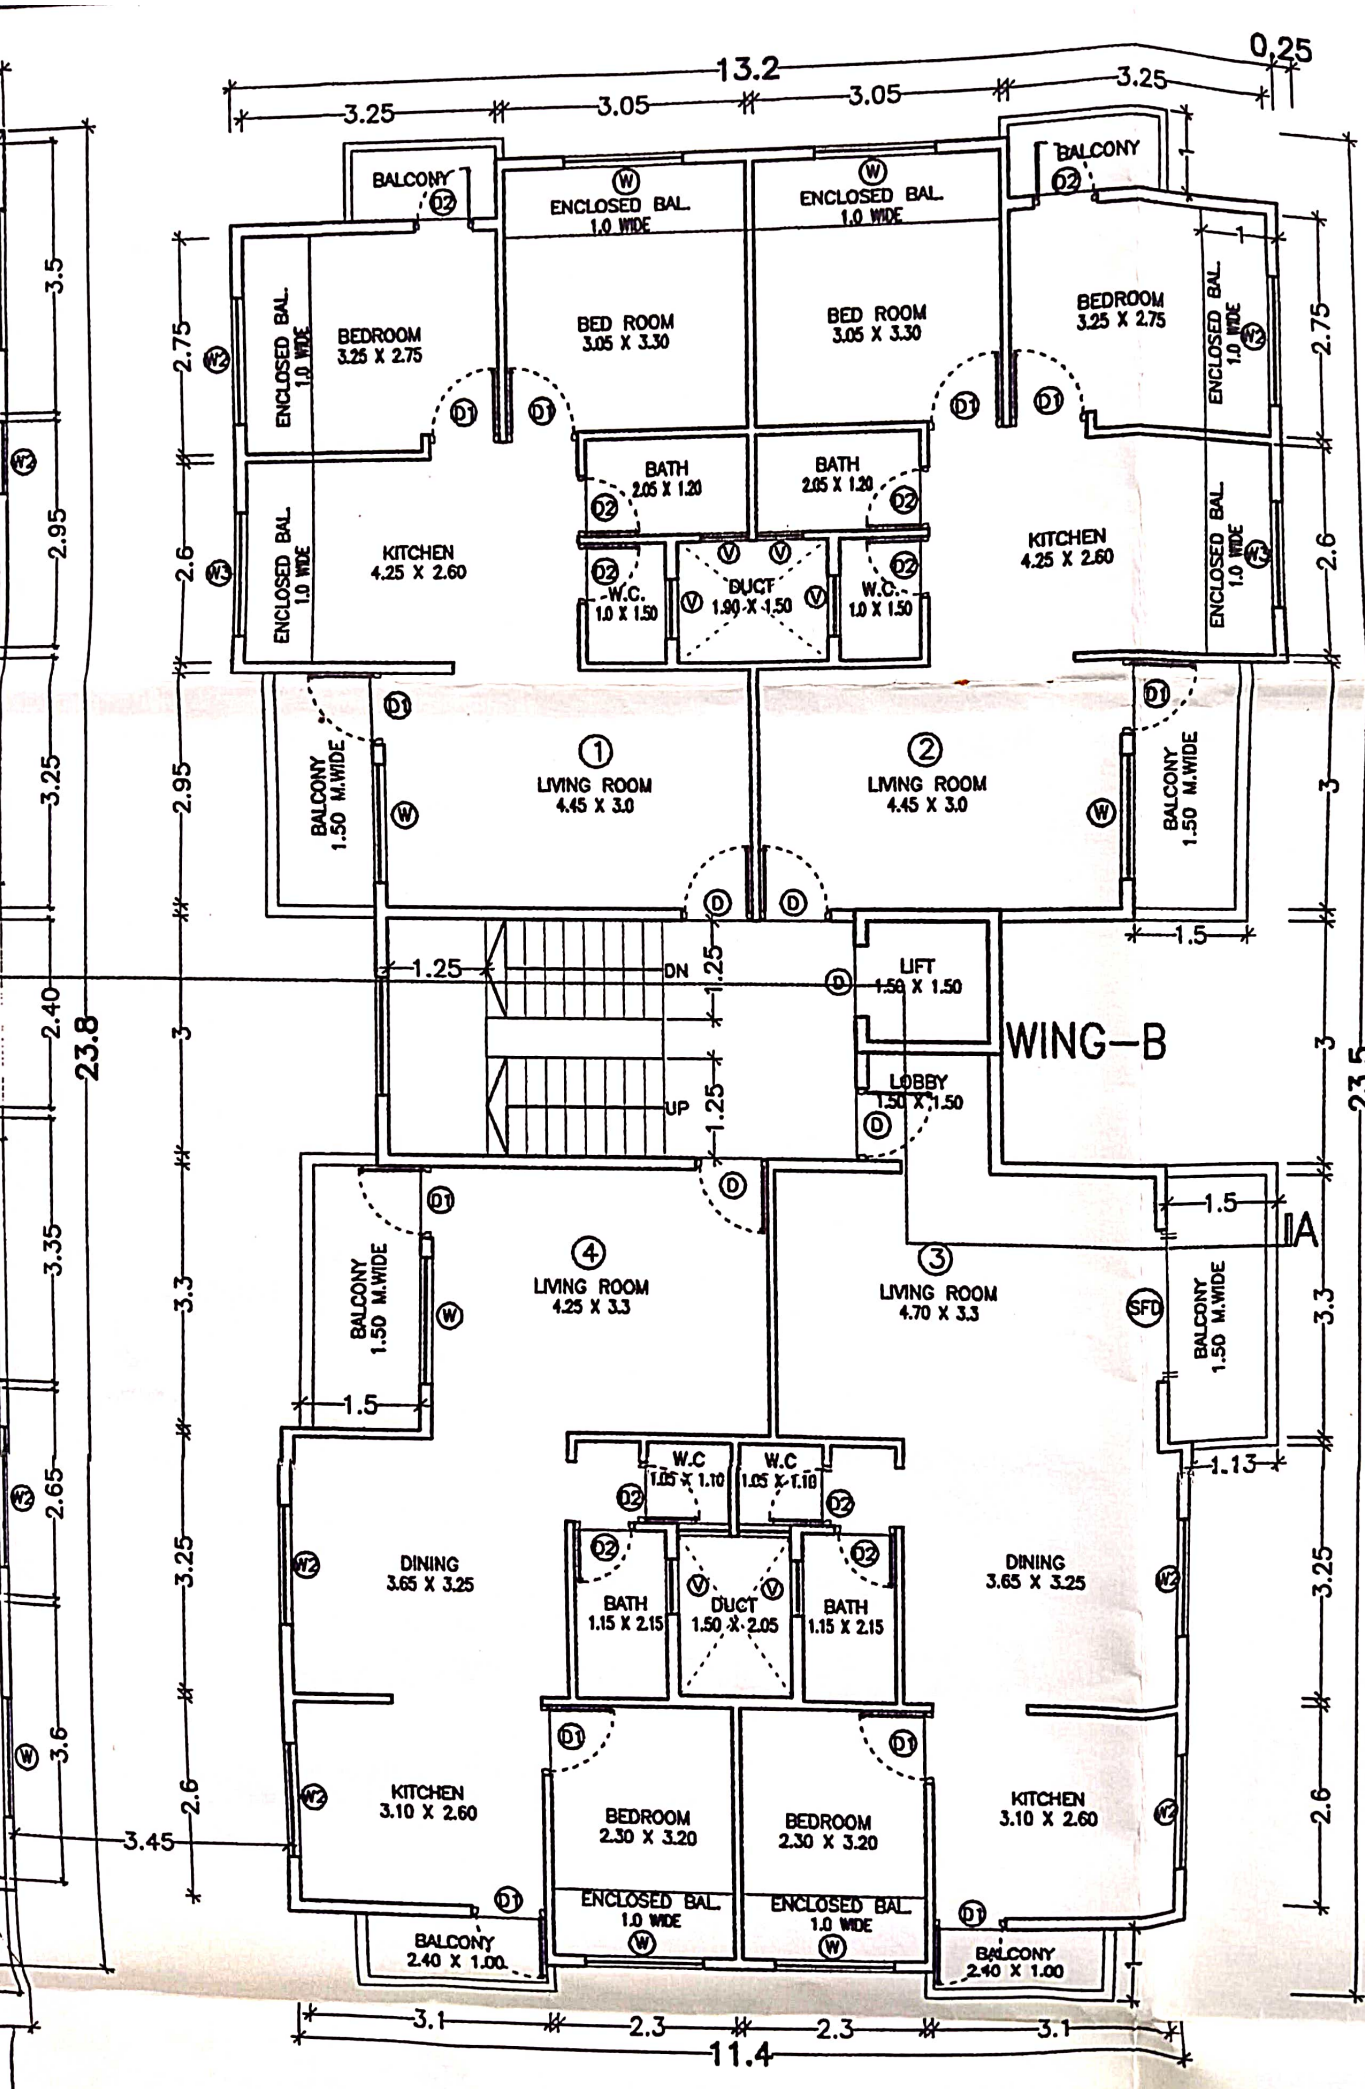 13.2
0,25
3.25
3.05
3.05
3.25
BALCONY
D2
W
ENCLOSED BAL.
1.0 WIDE
W
ENCLOSED BAL.
1.0 WIDE
BALCONY
D2
1
1
3.5
2.75
W2
ENCLOSED BAL.
1.0 WIDE
BEDROOM
3.25 X 2.75
BED ROOM
3.05 X 3.30
BED ROOM
3.05 X 3.30
BEDROOM
3.25 X 2.75
ENCLOSED BAL.
1.0 WIDE
W2
2.75
D1
D1
D1
D1
W2
2.95
BATH
2.05 X 1.20
BATH
2.05 X 1.20
D2
D2
2.6
W3
ENCLOSED BAL.
1.0 WIDE
KITCHEN
4.25 X 2.60
D2
W.C.
1.0 X 1.50
V
V
V
DUCT
1.90 X 1.50
V
D2
W.C.
1.0 X 1.50
KITCHEN
4.25 X 2.60
ENCLOSED BAL.
1.0 WIDE
W3
2.6
D1
D1
3.25
2.95
BALCONY
1.50 M.WIDE
W
1
LIVING ROOM
4.45 X 3.0
2
LIVING ROOM
4.45 X 3.0
W
BALCONY
1.50 M.WIDE
3
D
D
1.5
2.40
23.8
3
1.25
DN
1.25
D
LIFT
1.50 X 1.50
WING-B
3
23.5
UP
1.25
LOBBY
1.50 X 1.50
D
D1
D
1.5
A
3.35
3.3
BALCONY
1.50 M.WIDE
W
4
LIVING ROOM
4.25 X 3.3
3
LIVING ROOM
4.70 X 3.3
SFD
BALCONY
1.50 M.WIDE
3.3
1.5
1.13
W2
2.65
W.C
1.05 X 1.10
W.C
1.05 X 1.10
D2
D2
3.25
W2
DINING
3.65 X 3.25
D2
BATH
1.15 X 2.15
V
V
DUCT
1.50 X 2.05
D2
BATH
1.15 X 2.15
DINING
3.65 X 3.25
W2
3.25
D1
D1
W
3.6
2.6
W2
KITCHEN
3.10 X 2.60
BEDROOM
2.30 X 3.20
BEDROOM
2.30 X 3.20
KITCHEN
3.10 X 2.60
W2
2.6
3.45
D1
ENCLOSED BAL.
1.0 WIDE
W
ENCLOSED BAL.
1.0 WIDE
W
D1
BALCONY
2.40 X 1.00
BALCONY
2.40 X 1.00
1
3.1
2.3
2.3
3.1
11.4